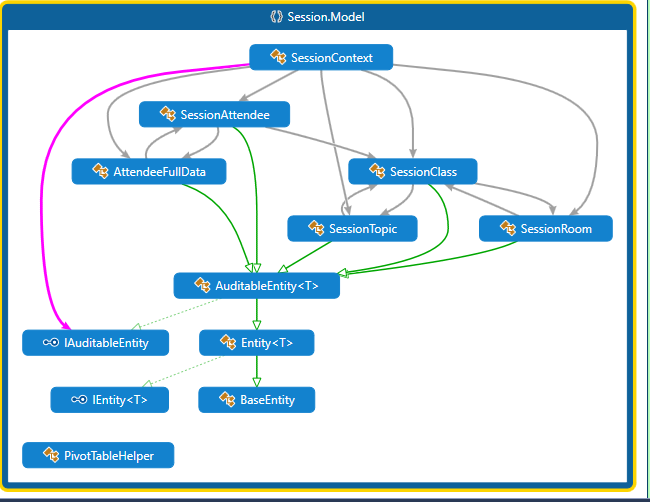 Session.Model
SessionContext
SessionAttendee
AttendeeFullData
SessionClass
SessionTopic
SessionRoom
AuditableEntity<T>
IAuditableEntity
Entity<T>
IEntity<T>
BaseEntity
PivotTableHelper